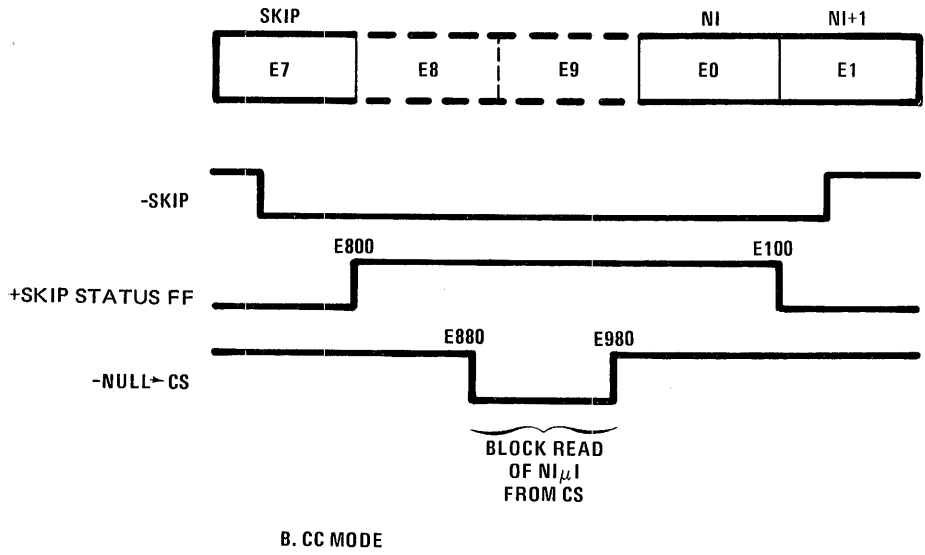 SKIP NI NI+1
E7 E8 E9 E0 E1
-SKIP
E800 E100
+SKIP STATUS FF
E880 E980
-NULL→CS
BLOCK READ
OF NIμI
FROM CS
B. CC MODE